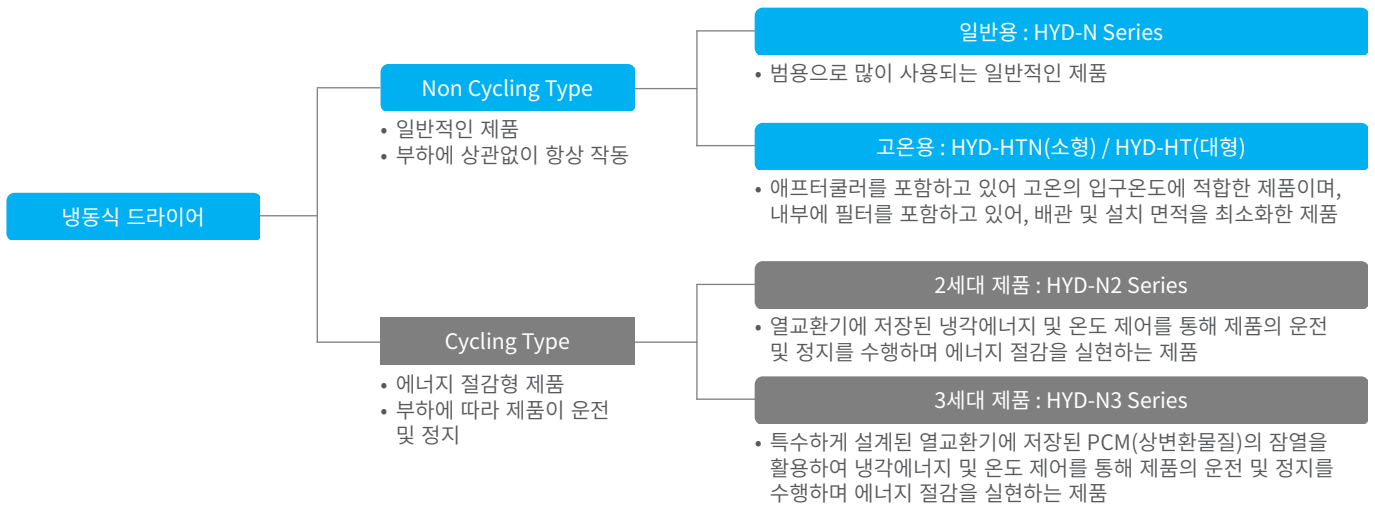 냉동식 드라이어
Non Cycling Type
• 일반적인 제품
• 부하에 상관없이 항상 작동
일반용 : HYD-N Series
• 범용으로 많이 사용되는 일반적인 제품
고온용 : HYD-HTN(소형) / HYD-HT(대형)
• 애프터쿨러를 포함하고 있어 고온의 입구온도에 적합한 제품이며,
내부에 필터를 포함하고 있어, 배관 및 설치 면적을 최소화한 제품
Cycling Type
• 에너지 절감형 제품
• 부하에 따라 제품이 운전
및 정지
2세대 제품 : HYD-N2 Series
• 열교환기에 저장된 냉각에너지 및 온도 제어를 통해 제품의 운전
및 정지를 수행하며 에너지 절감을 실현하는 제품
3세대 제품 : HYD-N3 Series
• 특수하게 설계된 열교환기에 저장된 PCM(상변환물질)의 잠열을
활용하여 냉각에너지 및 온도 제어를 통해 제품의 운전 및 정지를
수행하며 에너지 절감을 실현하는 제품